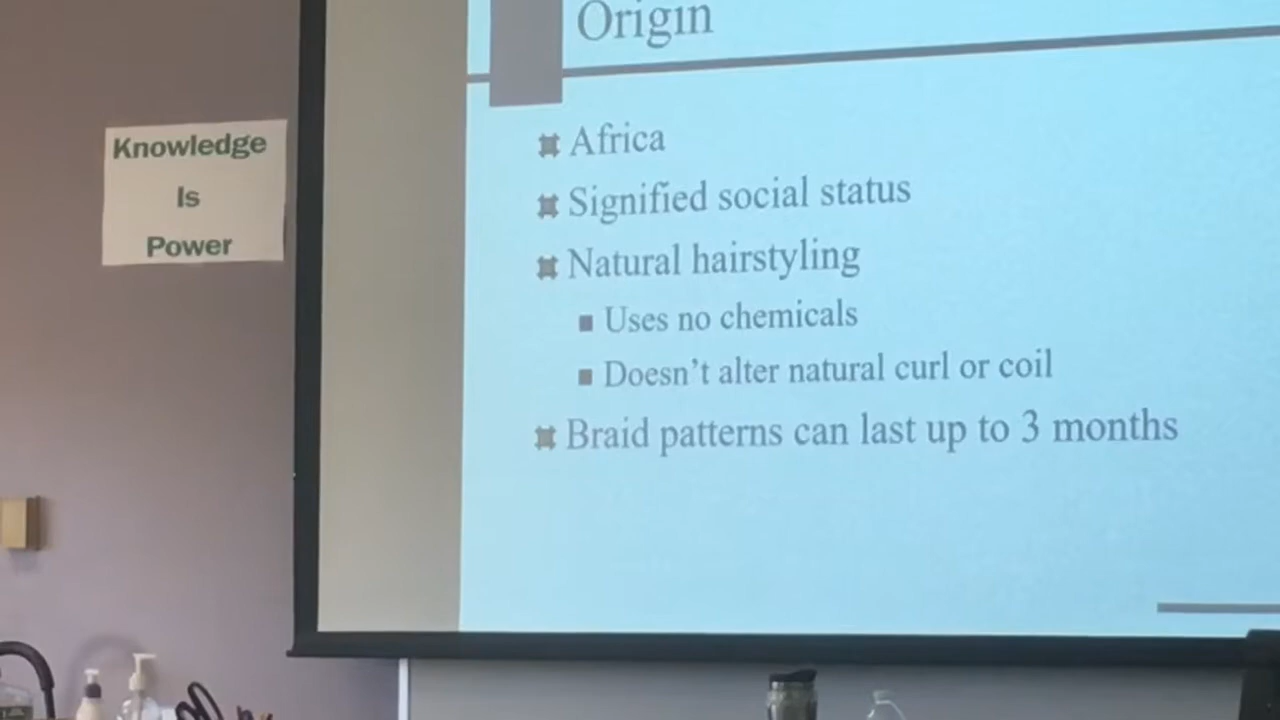 Knowledge
Is
Power
Origin
Africa
Signified social status
Natural hairstyling
Uses no chemicals
Doesn't alter natural curl or coil
Braid patterns can last up to 3 months